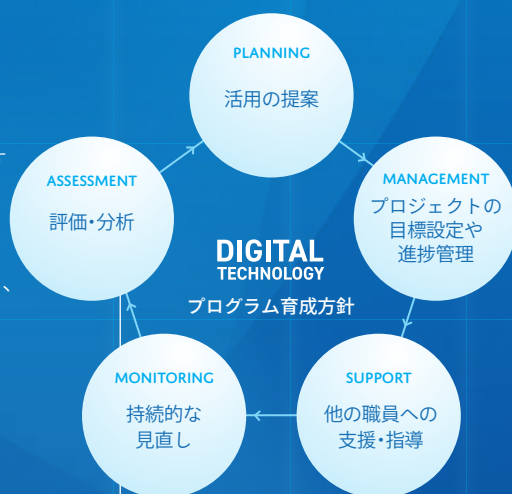 PLANNING
活用の提案
MANAGEMENT
プロジェクトの
目標設定や
進捗管理
SUPPORT
他の職員への
支援・指導
MONITORING
持続的な
見直し
ASSESSMENT
評価・分析
DIGITAL
TECHNOLOGY
プログラム育成方針
、